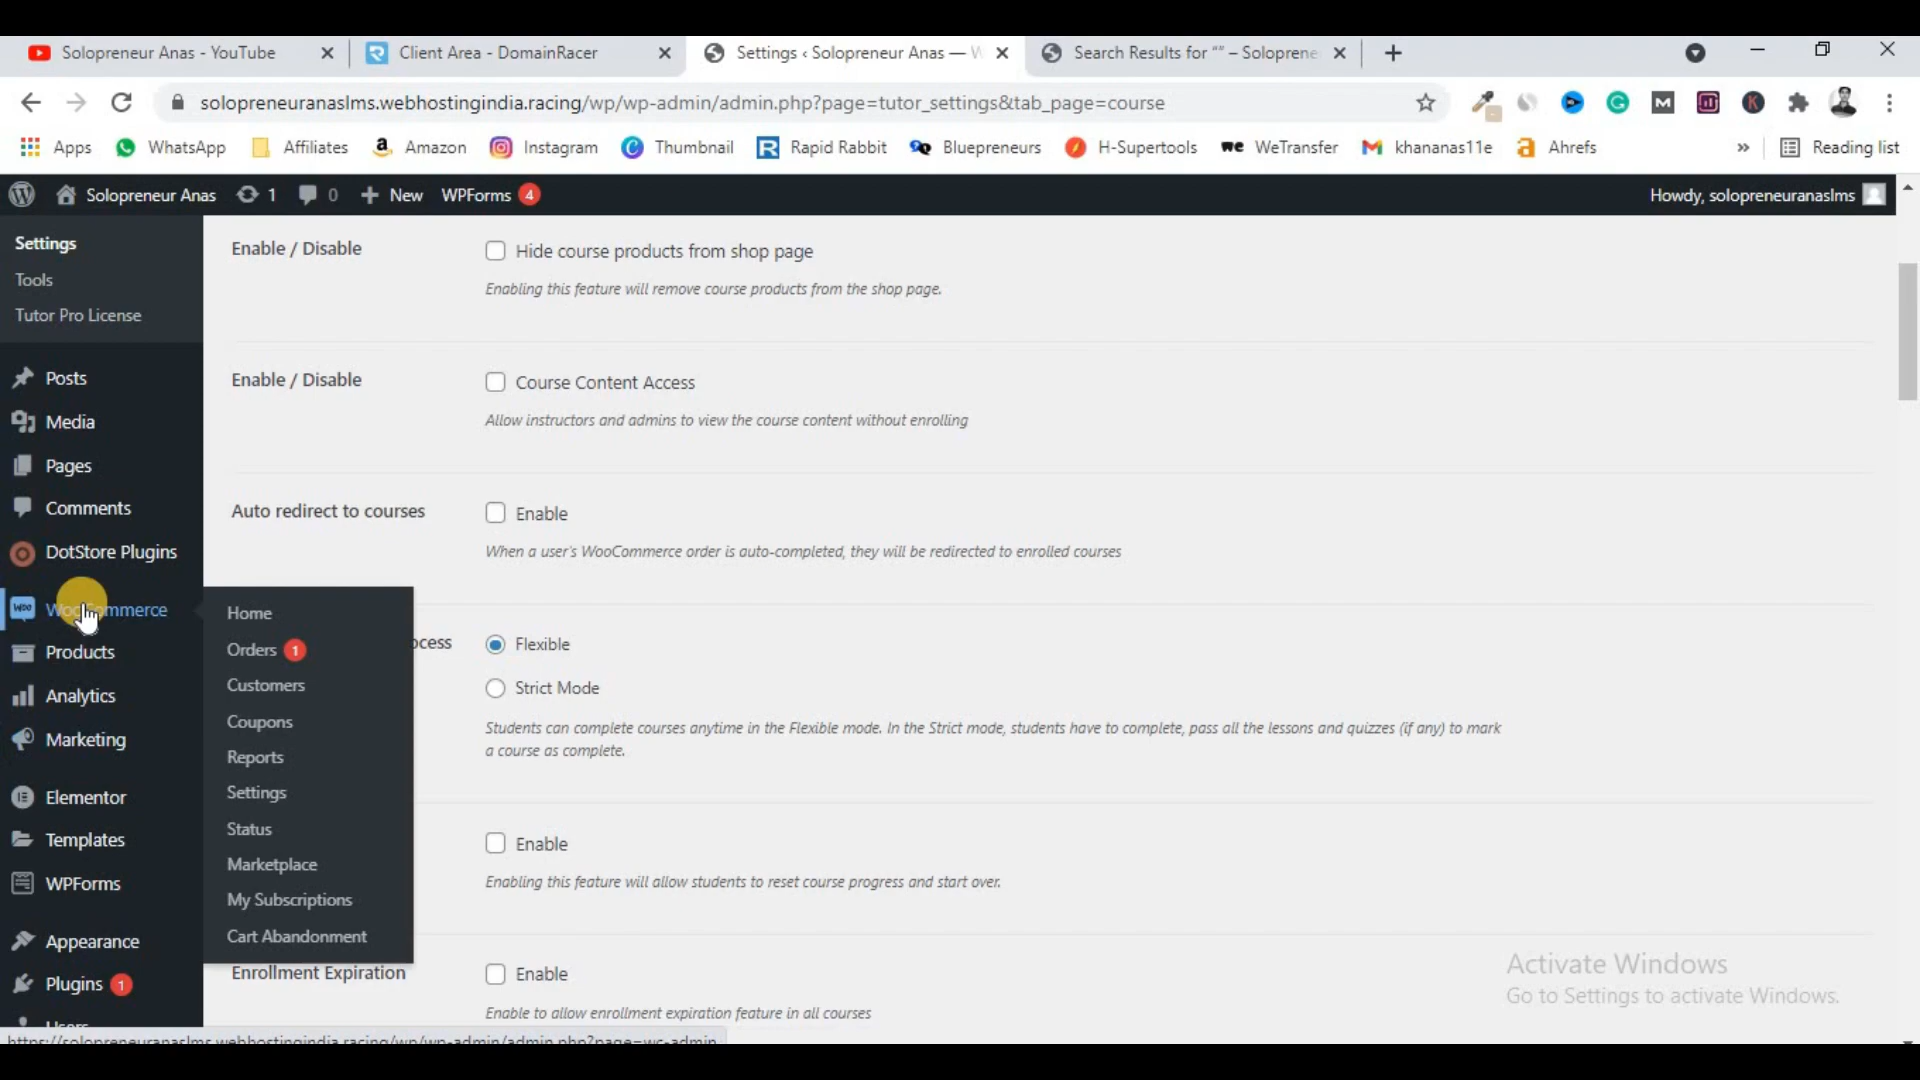 Solopreneur Anas - YouTube
Client Area - DomainRacer
Settings ‹ Solopreneur Anas — W
Search Results for “” – Soloprene
solopreneuranaslms.webhostingindia.racing/wp/wp-admin/admin.php?page=tutor_settings&tab_page=course
Apps
WhatsApp
Affiliates
Amazon
Instagram
Thumbnail
Rapid Rabbit
Bluepreneurs
H-Supertools
WeTransfer
khananas11e
Ahrefs
»
Reading list
Solopreneur Anas
1
0
+ New
WPForms 4
Howdy, solopreneuranaslms
Settings
Tools
Tutor Pro License
Posts
Media
Pages
Comments
DotStore Plugins
WooCommerce
Products
Analytics
Marketing
Elementor
Templates
WPForms
Appearance
Plugins 1
Users
Home
Orders 1
Customers
Coupons
Reports
Settings
Status
Marketplace
My Subscriptions
Cart Abandonment
Enable / Disable
Hide course products from shop page
Enabling this feature will remove course products from the shop page.
Enable / Disable
Course Content Access
Allow instructors and admins to view the course content without enrolling
Auto redirect to courses
Enable
When a user's WooCommerce order is auto-completed, they will be redirected to enrolled courses
Flexible
Strict Mode
Students can complete courses anytime in the Flexible mode. In the Strict mode, students have to complete, pass all the lessons and quizzes (if any) to mark
a course as complete.
Enable
Enabling this feature will allow students to reset course progress and start over.
Enrollment Expiration
Enable
Enable to allow enrollment expiration feature in all courses
Activate Windows
Go to Settings to activate Windows.
https://solopreneuranaslms.webhostingindia.racing/wp/wp-admin/admin.php?page=wc-admin